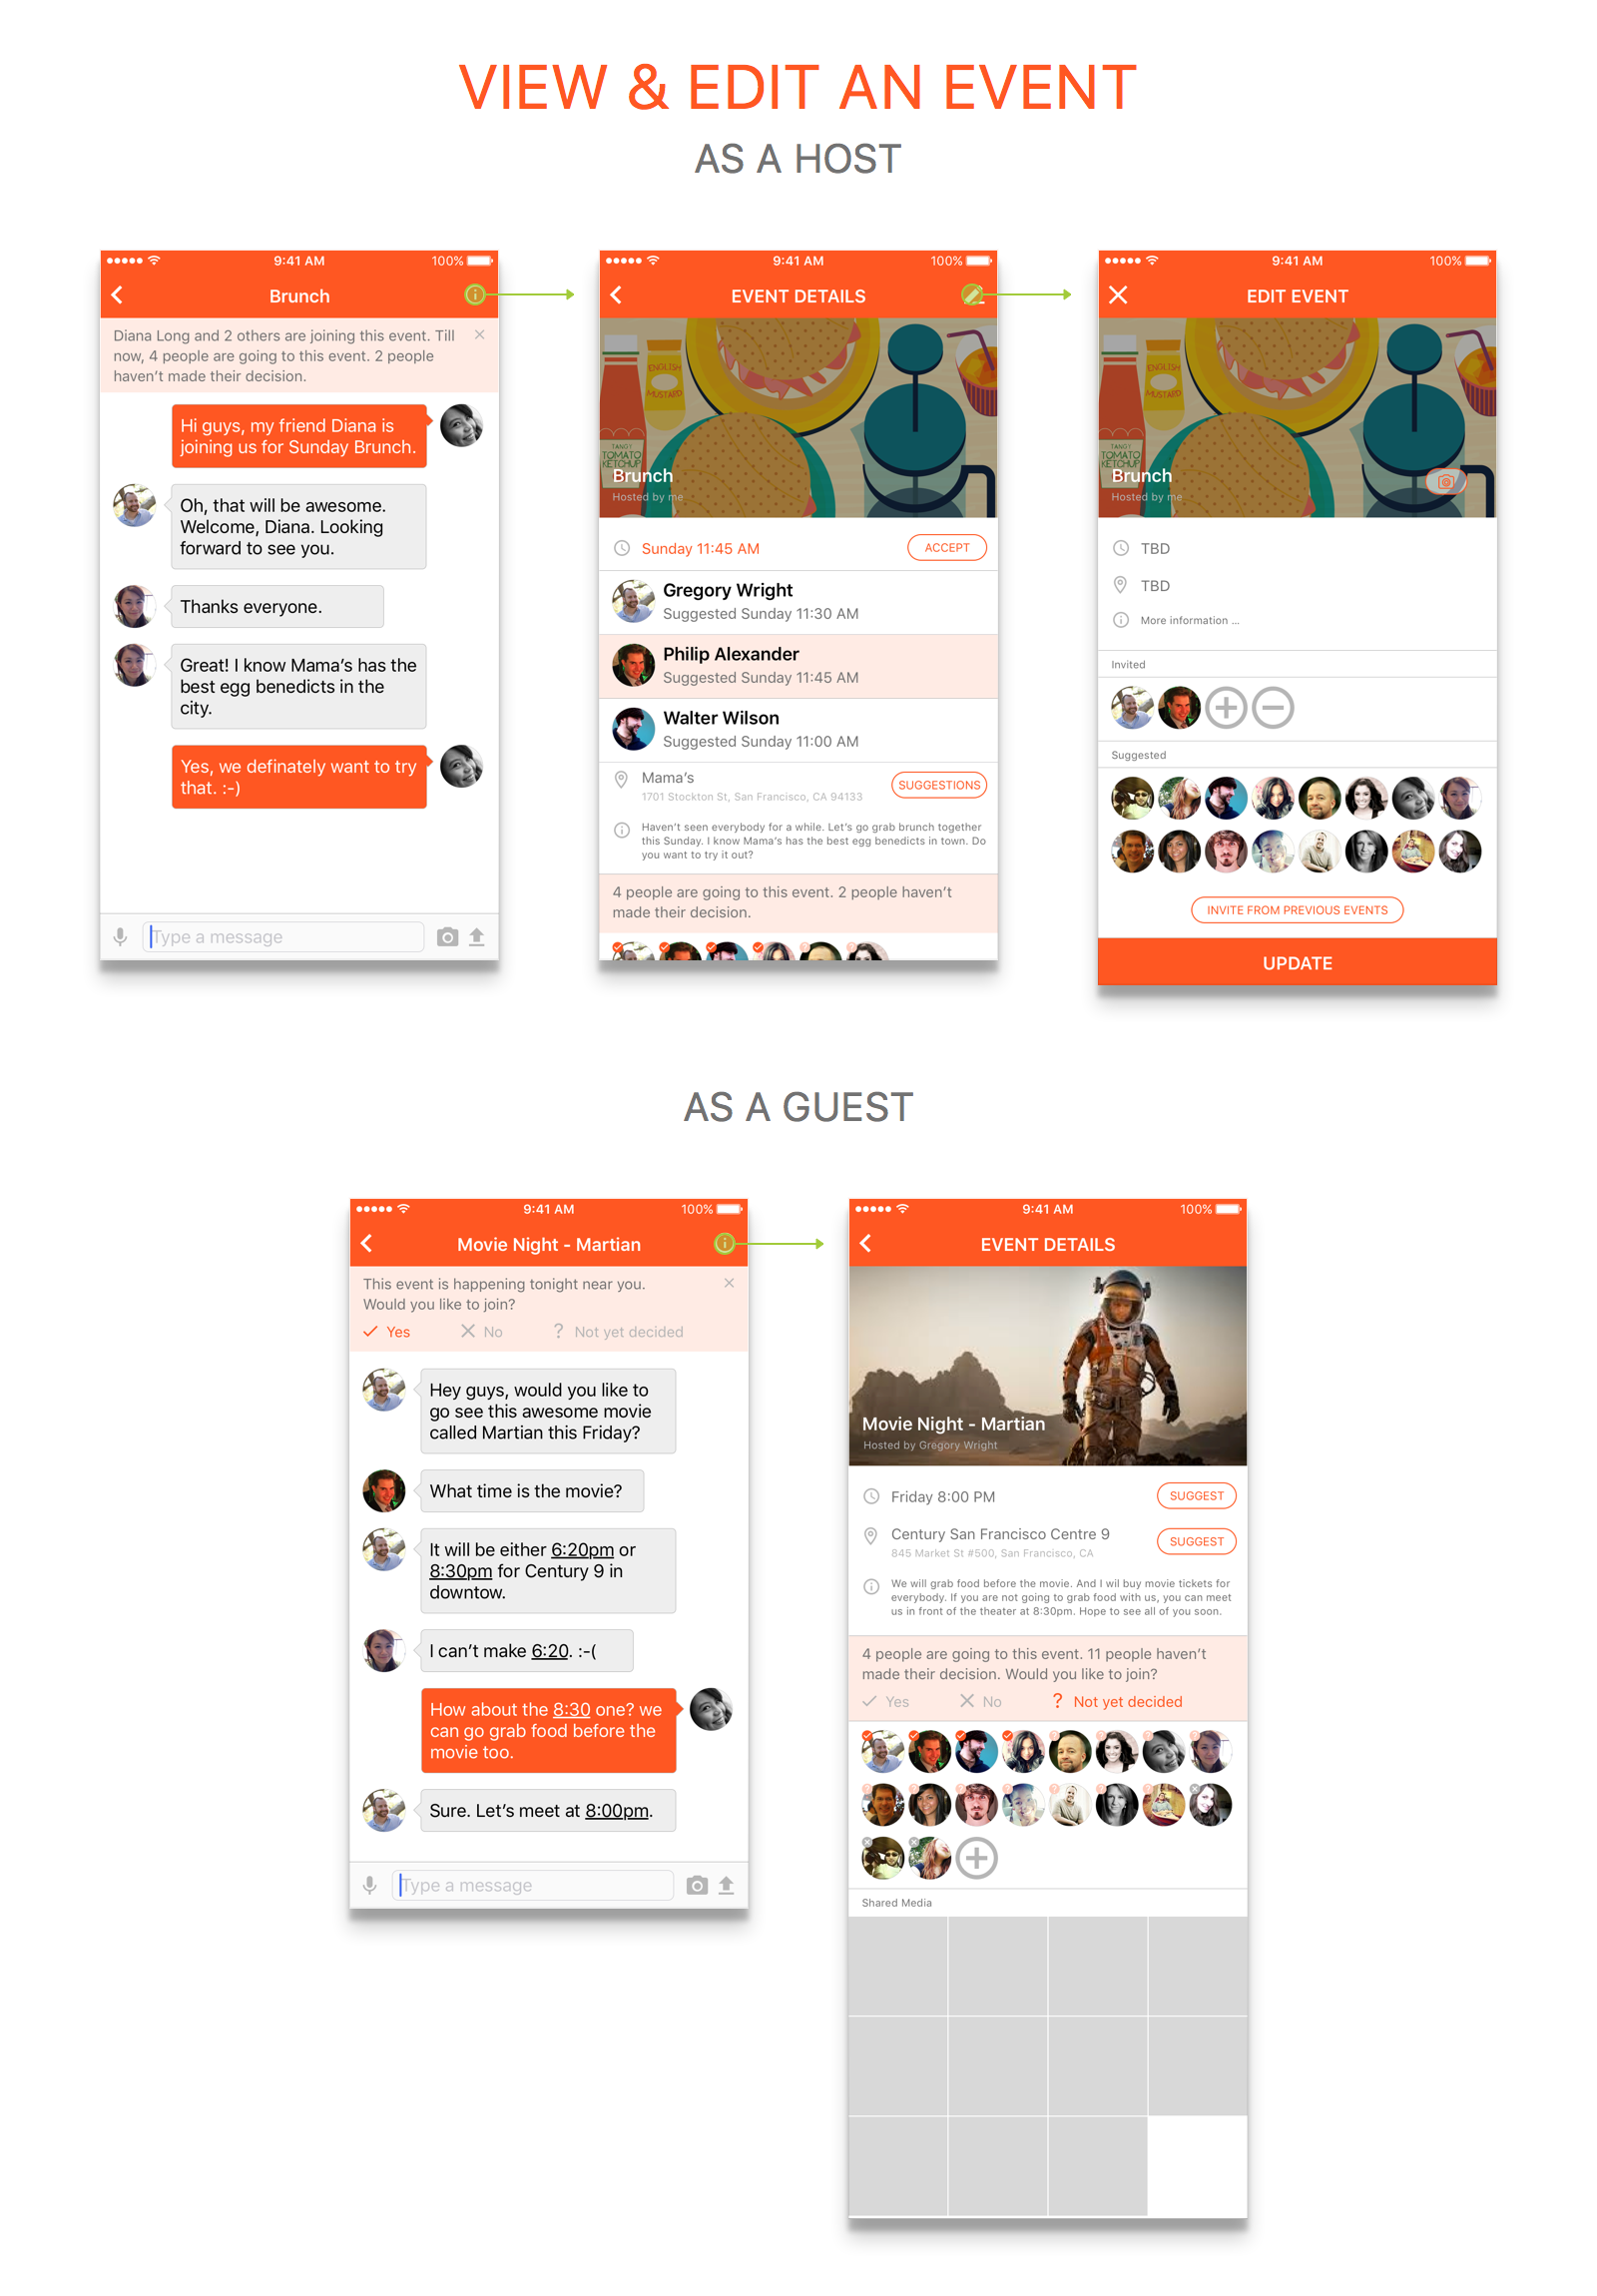 VIEW & EDIT AN EVENT
AS A HOST
9:41 AM
100%
Brunch
Diana Long and 2 others are joining this event. Till
now, 4 people are going to this event. 2 people
haven't made their decision.
Hi guys, my friend Diana is
joining us for Sunday Brunch.
Oh, that will be awesome.
Welcome, Diana. Looking
forward to see you.
Thanks everyone.
Great! I know Mama's has the
best egg benedicts in the
city.
Yes, we definately want to try
that. :-)
Type a message
9:41 AM
100%
EVENT DETAILS
ENGLISH
MUSTARD
TANGY
TOMATO
KETCHUP
Brunch
Hosted by me
Sunday 11:45 AM
ACCEPT
Gregory Wright
Suggested Sunday 11:30 AM
Philip Alexander
Suggested Sunday 11:45 AM
Walter Wilson
Suggested Sunday 11:00 AM
Mama's
1701 Stockton St, San Francisco, CA 94133
SUGGESTIONS
Haven't seen everybody for a while. Let's go grab brunch together
this Sunday. I know Mama's has the best egg benedicts in town. Do
you want to try it out?
4 people are going to this event. 2 people haven't
made their decision.
9:41 AM
100%
EDIT EVENT
ENGLISH
MUSTARD
TANGY
TOMATO
KETCHUP
Brunch
Hosted by me
TBD
TBD
More information ...
Invited
Suggested
INVITE FROM PREVIOUS EVENTS
UPDATE
AS A GUEST
9:41 AM
100%
Movie Night - Martian
This event is happening tonight near you.
Would you like to join?
Yes
No
? Not yet decided
Hey guys, would you like to
go see this awesome movie
called Martian this Friday?
What time is the movie?
It will be either 6:20pm or
8:30pm for Century 9 in
downtow.
I can't make 6:20. :-(
How about the 8:30 one? we
can go grab food before the
movie too.
Sure. Let's meet at 8:00pm.
Type a message
9:41 AM
100%
EVENT DETAILS
Movie Night - Martian
Hosted by Gregory Wright
Friday 8:00 PM
SUGGEST
Century San Francisco Centre 9
845 Market St #500, San Francisco, CA
SUGGEST
We will grab food before the movie. And I wil buy movie tickets for
everybody. If you are not going to grab food with us, you can meet
us in front of the theater at 8:30pm. Hope to see all of you soon.
4 people are going to this event. 11 people haven't
made their decision. Would you like to join?
Yes
No
? Not yet decided
Shared Media